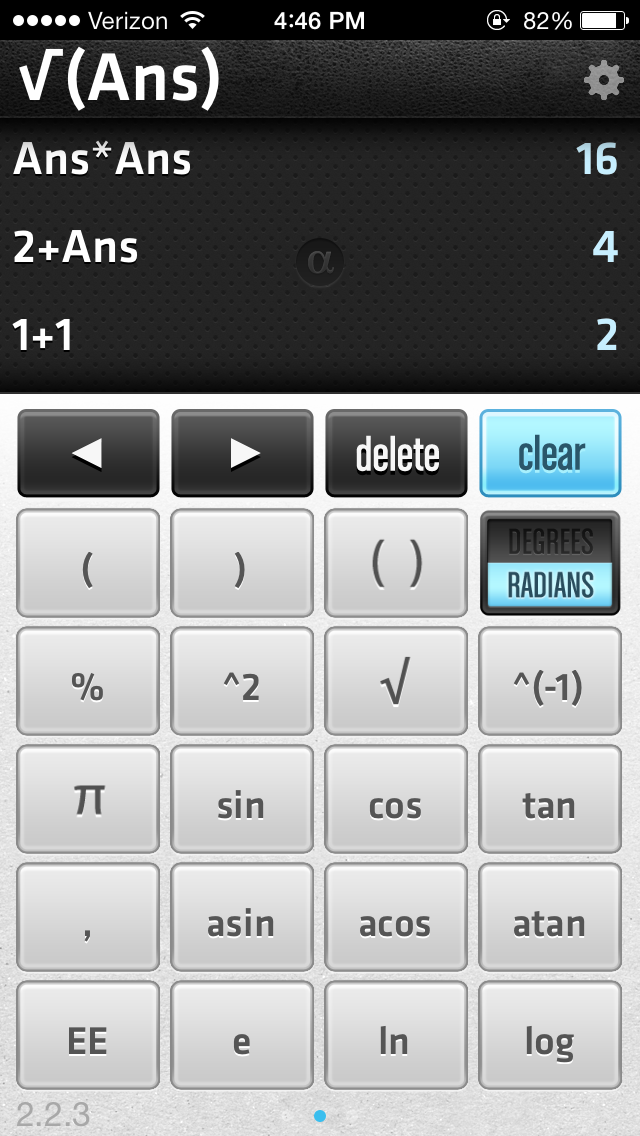 Verizon 4:46 PM 82%
√(Ans)
Ans*Ans 16
2+Ans 4
α
1+1 2
◀ ▶ delete clear
( ) ( ) DEGREES
RADIANS
% ^2 √ ^(-1)
π sin cos tan
, asin acos atan
EE e ln log
2.2.3